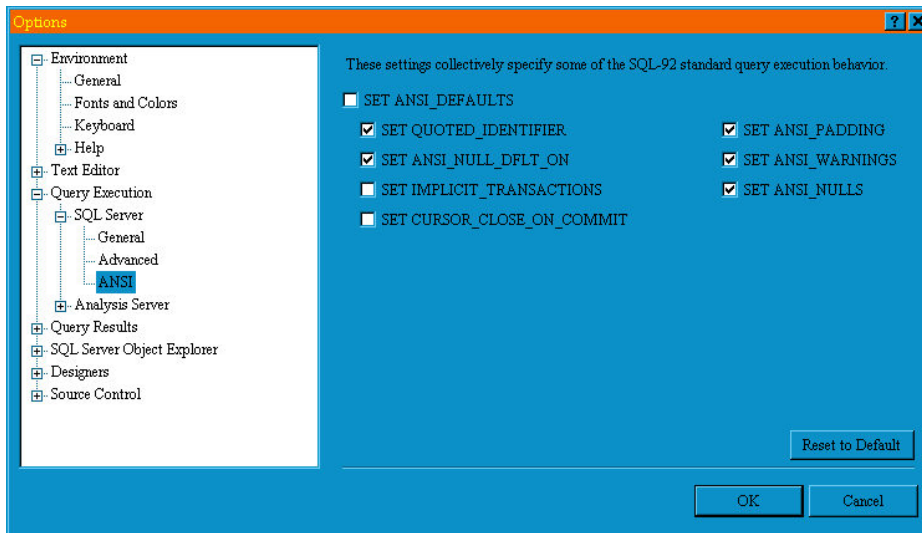 Options
Environment
General
Fonts and Colors
Keyboard
Help
Text Editor
Query Execution
SQL Server
General
Advanced
ANSI
Analysis Server
Query Results
SQL Server Object Explorer
Designers
Source Control
These settings collectively specify some of the SQL-92 standard query execution behavior.
SET ANSI_DEFAULTS
SET QUOTED_IDENTIFIER
SET ANSI_NULL_DFLT_ON
SET IMPLICIT_TRANSACTIONS
SET CURSOR_CLOSE_ON_COMMIT
SET ANSI_PADDING
SET ANSI_WARNINGS
SET ANSI_NULLS
Reset to Default
OK
Cancel